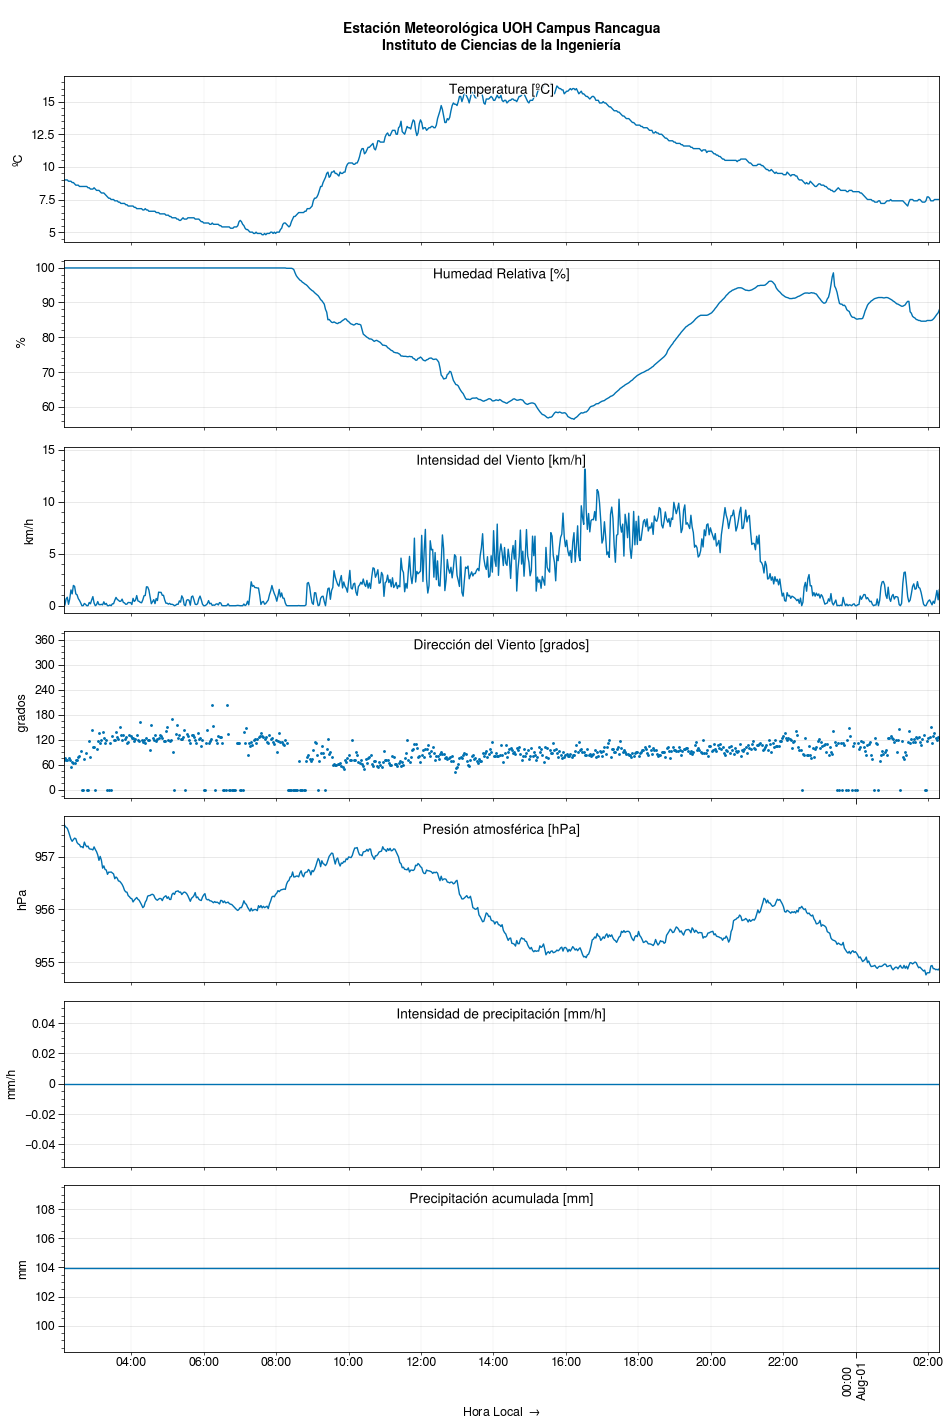 Estación Meteorológica UOH Campus Rancagua
Instituto de Ciencias de la Ingeniería
Temperatura [ºC]
15
12.5
10
7.5
5
ºC
Humedad Relativa [%]
100
90
80
70
60
%
Intensidad del Viento [km/h]
15
10
5
0
km/h
Dirección del Viento [grados]
360
300
240
180
120
60
0
grados
Presión atmosférica [hPa]
957
956
955
hPa
Intensidad de precipitación [mm/h]
0.04
0.02
0
−0.02
−0.04
mm/h
Precipitación acumulada [mm]
108
106
104
102
100
mm
04:00 06:00 08:00 10:00 12:00 14:00 16:00 18:00 20:00 22:00 00:00 02:00
Aug-01
Hora Local →